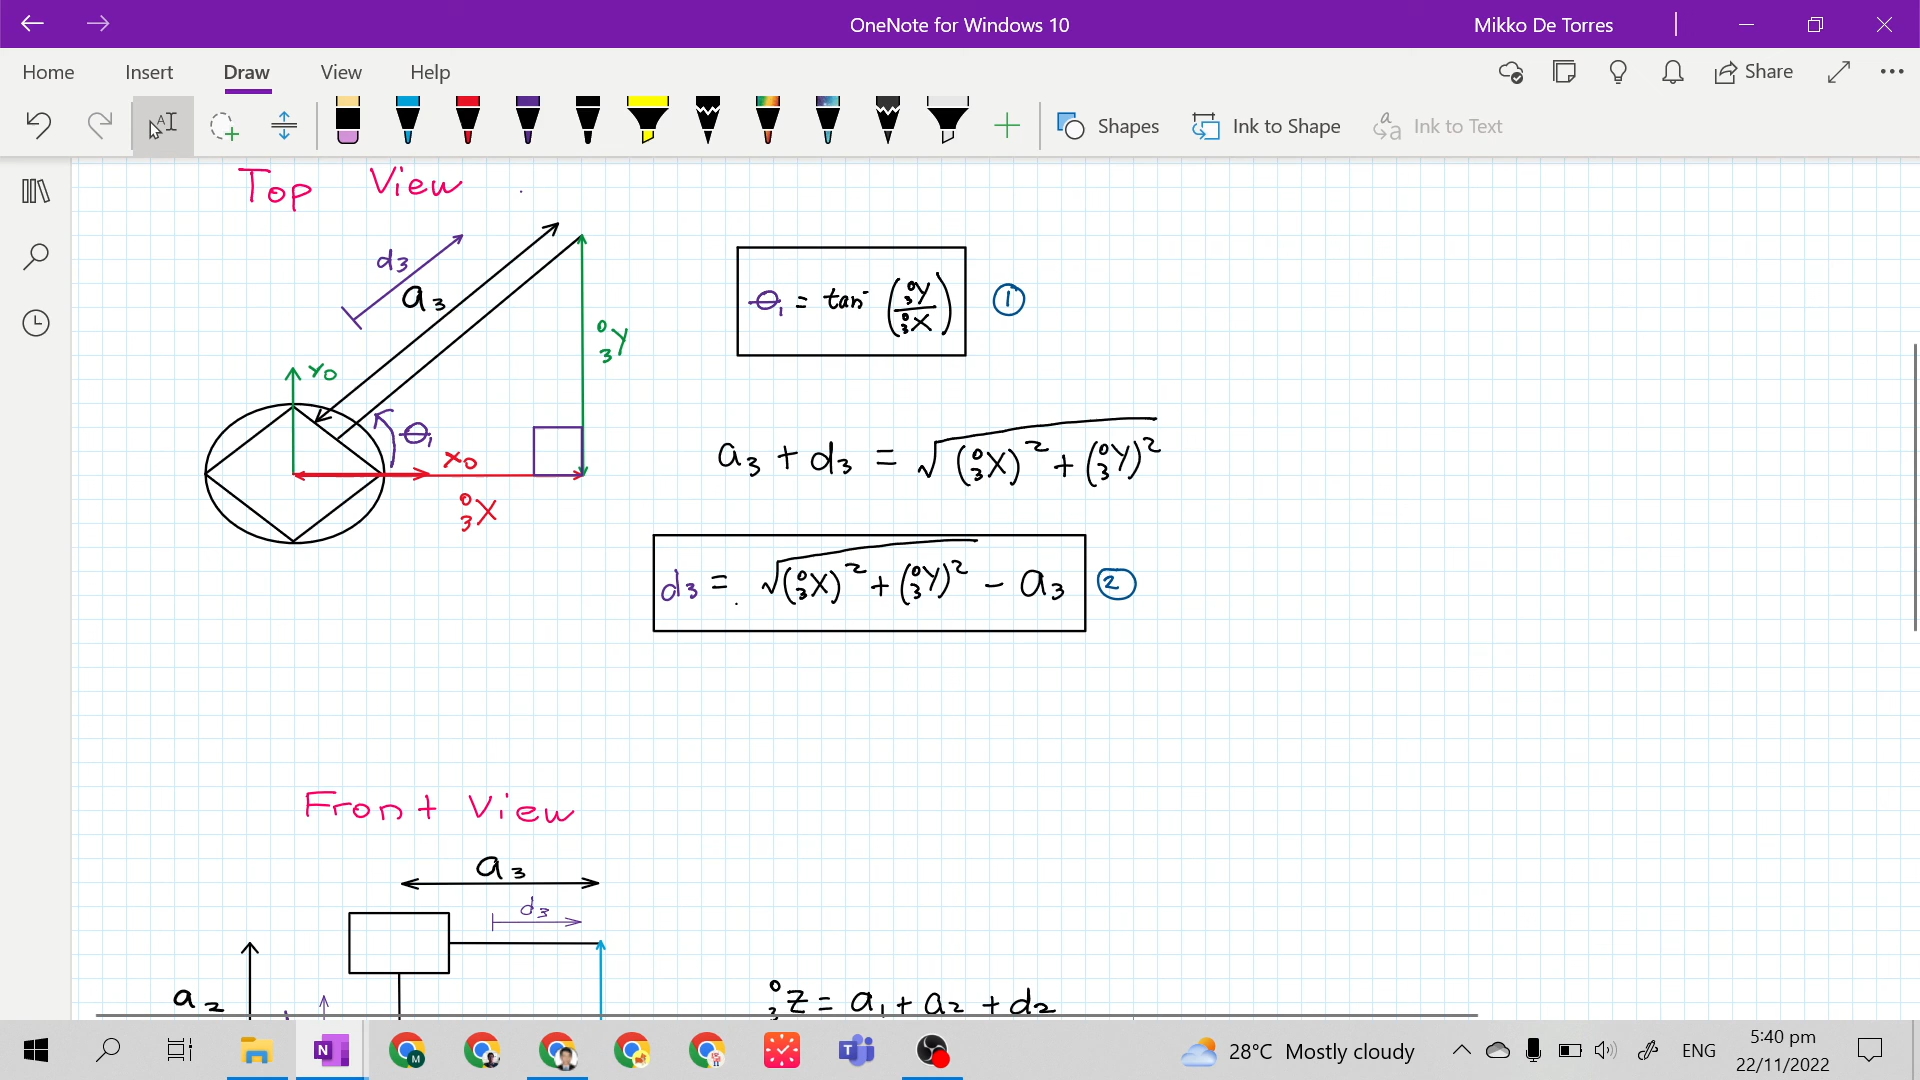 OneNote for Windows 10
Mikko De Torres
Home Insert Draw View Help
Share
Shapes Ink to Shape Ink to Text
Top View
d3
a3
⁰₃Y
Y0
θ1
X0
⁰₃X
θ1 = tan⁻ (⁰₃Y / ⁰₃X) ①
a3 + d3 = √(⁰₃X)² + (⁰₃Y)²
d3 = √(⁰₃X)² + (⁰₃Y)² - a3 ②
Front View
a3
d3
a2
⁰₃Z = a1 + a2 + d2
28°C Mostly cloudy
ENG
5:40 pm
22/11/2022